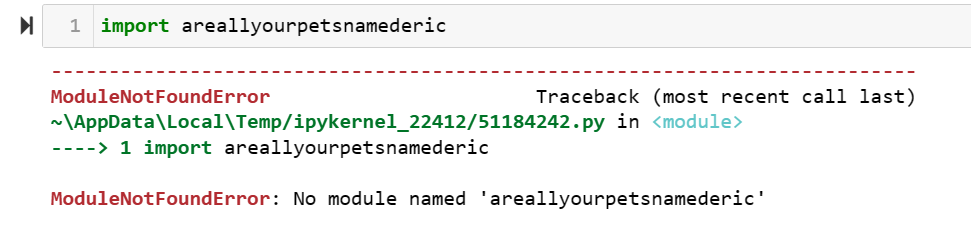 1 import areallyourpetsnamederic
---------------------------------------------------------------------------
ModuleNotFoundError                       Traceback (most recent call last)
~\AppData\Local\Temp/ipykernel_22412/51184242.py in <module>
----> 1 import areallyourpetsnamederic
ModuleNotFoundError: No module named 'areallyourpetsnamederic'